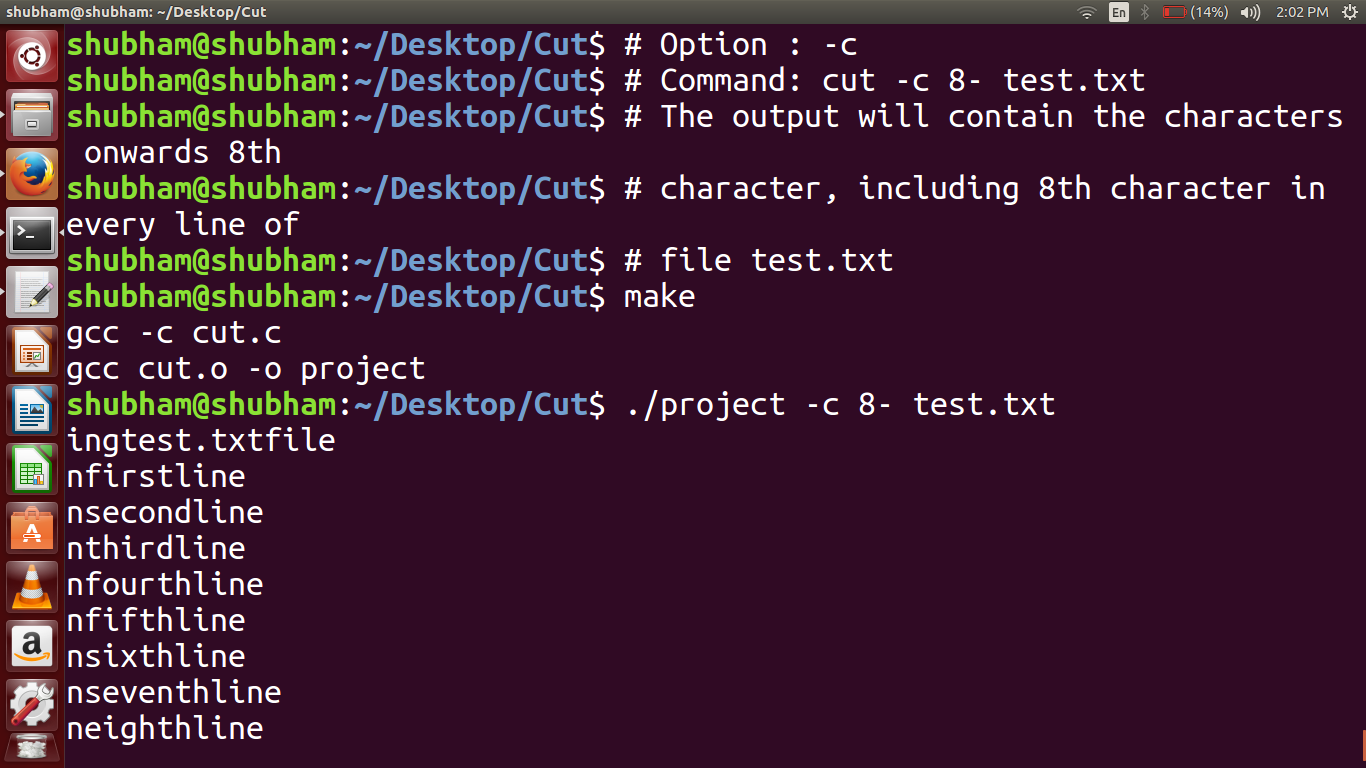 shubham@shubham: ~/Desktop/Cut En (14%) 2:02 PM
shubham@shubham:~/Desktop/Cut$ # Option : -c
shubham@shubham:~/Desktop/Cut$ # Command: cut -c 8- test.txt
shubham@shubham:~/Desktop/Cut$ # The output will contain the characters
 onwards 8th
shubham@shubham:~/Desktop/Cut$ # character, including 8th character in
every line of
shubham@shubham:~/Desktop/Cut$ # file test.txt
shubham@shubham:~/Desktop/Cut$ make
gcc -c cut.c
gcc cut.o -o project
shubham@shubham:~/Desktop/Cut$ ./project -c 8- test.txt
ingtest.txtfile
nfirstline
nsecondline
nthirdline
nfourthline
nfifthline
nsixthline
nseventhline
neighthline